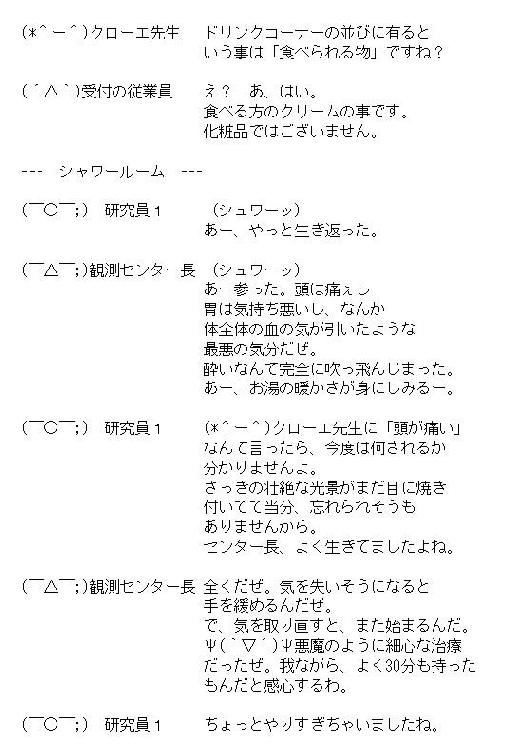 (*＾ー＾)クローエ先生　ドリンクコーナーの並びに有ると
いう事は「食べられる物」ですね？
(´∧｀)受付の従業員　え？　あ、はい。
食べる方のクリームの事です。
化粧品ではございません。
---　シャワールーム　---
(￣○￣;)　研究員１　（シュワーッ）
あー、やっと生き返った。
(￣△￣;)観測センター長　（シュワーッ）
あー参った。頭は痛ぇし
胃は気持ち悪いし、なんか
体全体の血の気が引いたような
最悪の気分だぜ。
酔いなんて完全に吹っ飛んじまった。
あー、お湯の暖かさが身にしみるー。
(￣○￣;)　研究員１　(*＾ー＾)クローエ先生に「頭が痛い」
なんて言ったら、今度は何されるか
分かりませんよ。
さっきの壮絶な光景がまだ目に焼き
付いてて当分、忘れられそうも
ありませんから。
センター長、よく生きてましたよね。
(￣△￣;)観測センター長　全くだぜ。気を失いそうになると
手を緩めるんだぜ。
で、気を取り直すと、また始まるんだ。
Ψ(｀▽´)Ψ悪魔のように細心な治療
だったぜ。我ながら、よく30分も持った
もんだと感心するわ。
(￣○￣;)　研究員１　ちょっとやりすぎちゃいましたね。